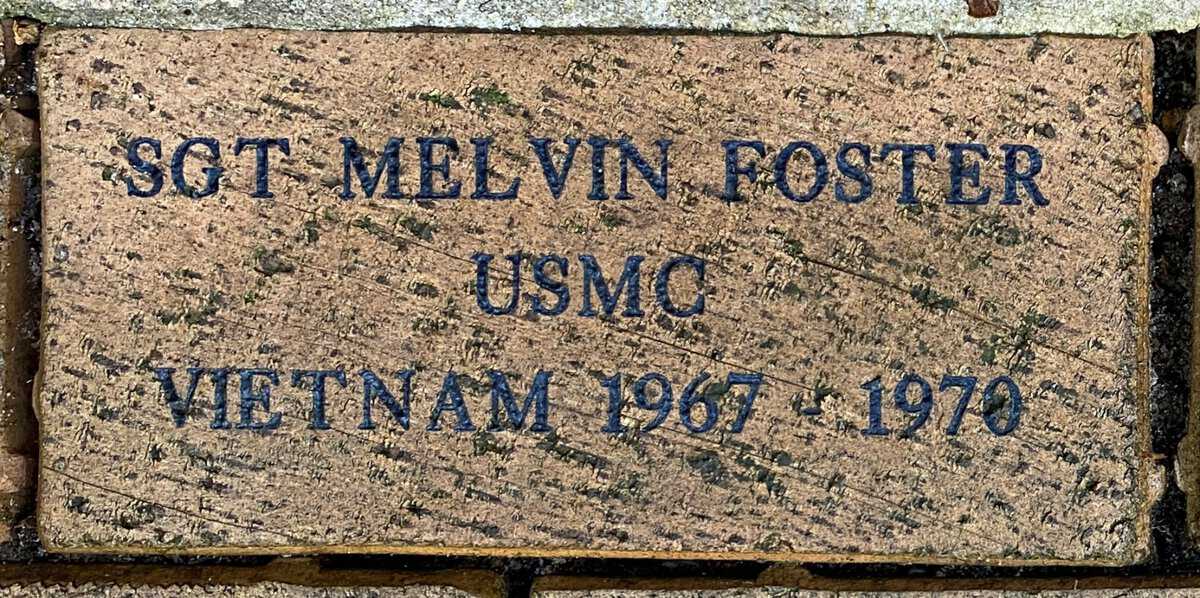 SGT MELVIN FOSTER
USMC
VIETNAM 1967 - 1970